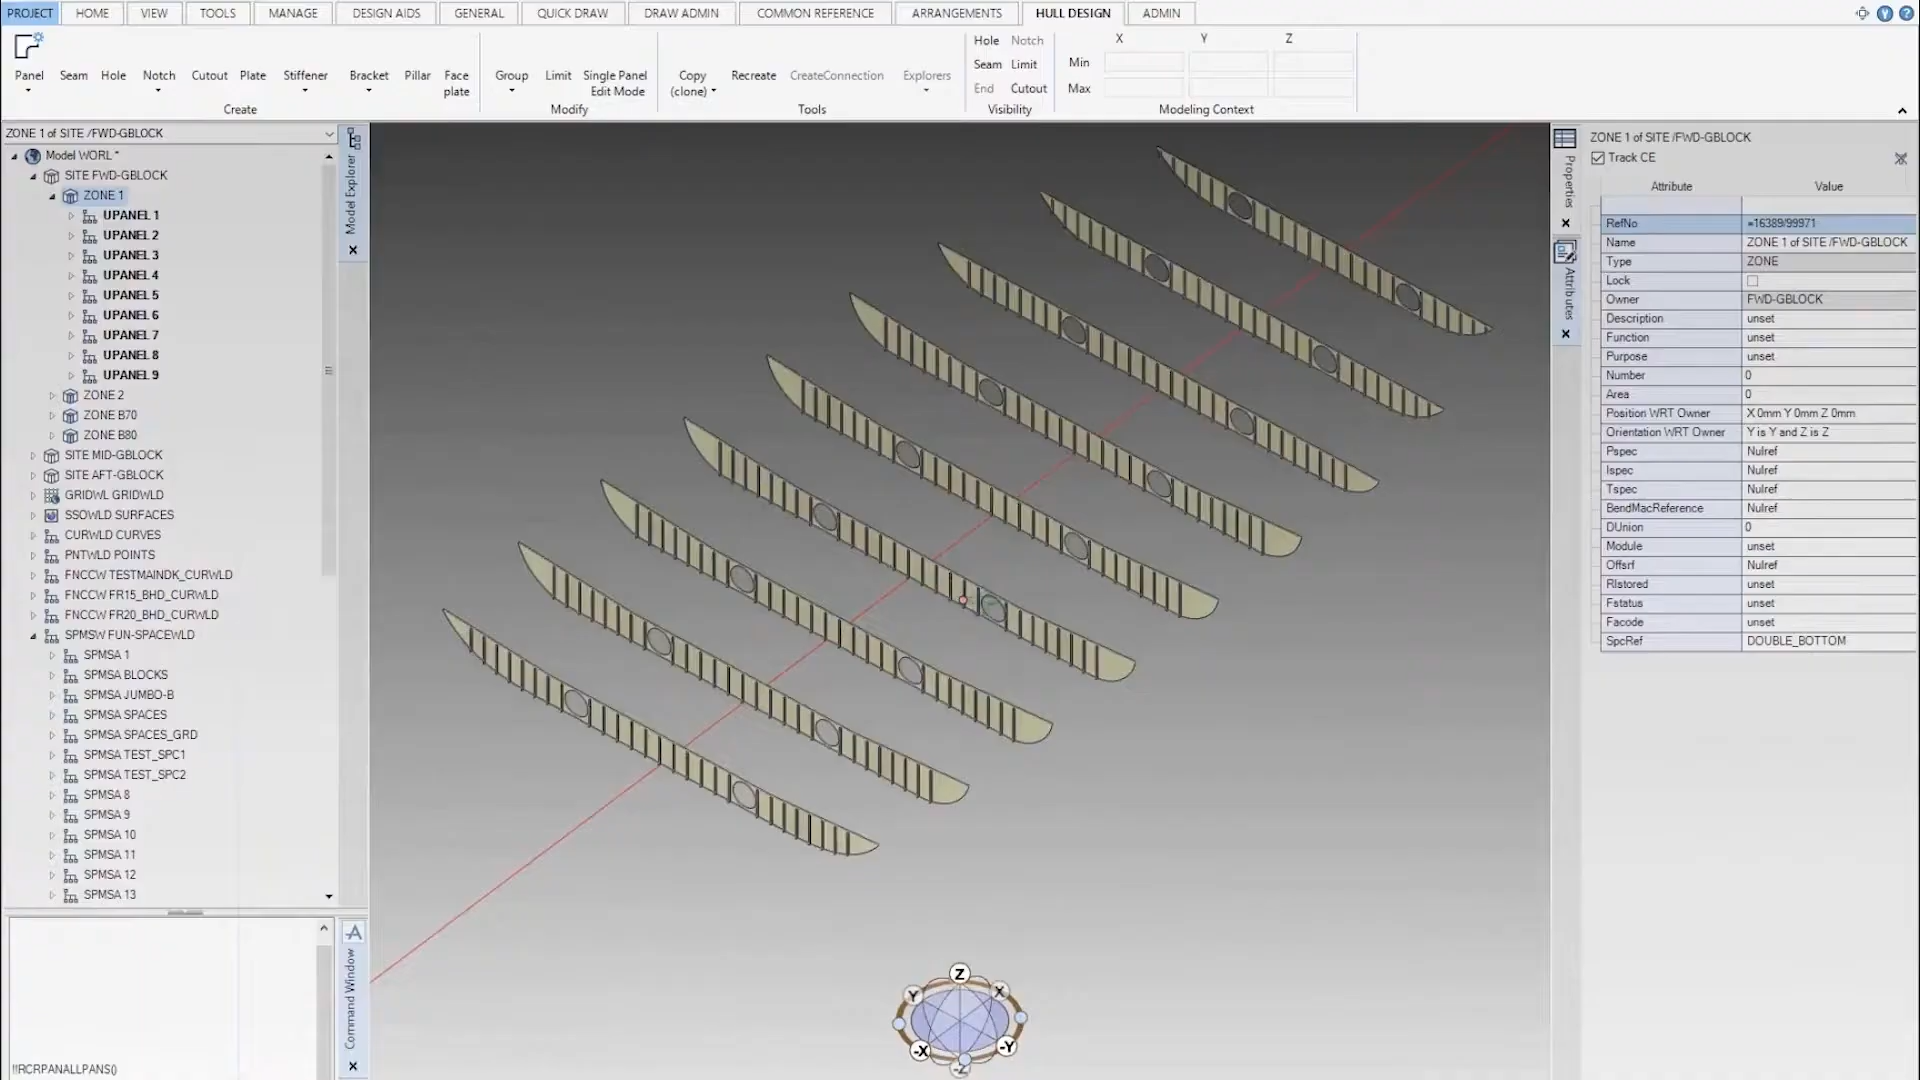 PROJECT HOME VIEW TOOLS MANAGE DESIGN AIDS GENERAL QUICK DRAW DRAW ADMIN COMMON REFERENCE ARRANGEMENTS HULL DESIGN ADMIN
Panel Seam Hole Notch Cutout Plate Stiffener Bracket Pillar Face plate
Create
Group Limit Single Panel Edit Mode
Modify
Copy (clone) Recreate CreateConnection Explorers
Tools
Hole Notch
Seam Limit
End Cutout
Visibility
X Y Z
Min
Max
Modeling Context
ZONE 1 of SITE /FWD-GBLOCK
Model WORL *
SITE FWD-GBLOCK
ZONE 1
UPANEL 1
UPANEL 2
UPANEL 3
UPANEL 4
UPANEL 5
UPANEL 6
UPANEL 7
UPANEL 8
UPANEL 9
ZONE 2
ZONE B70
ZONE B80
SITE MID-GBLOCK
SITE AFT-GBLOCK
GRIDWL GRIDWLD
SSOWLD SURFACES
CURWLD CURVES
PNTWLD POINTS
FNCCW TESTMAINDK_CURWLD
FNCCW FR15_BHD_CURWLD
FNCCW FR20_BHD_CURWLD
SPMSW FUN-SPACEWLD
SPMSA 1
SPMSA BLOCKS
SPMSA JUMBO-B
SPMSA SPACES
SPMSA SPACES_GRD
SPMSA TEST_SPC1
SPMSA TEST_SPC2
SPMSA 8
SPMSA 9
SPMSA 10
SPMSA 11
SPMSA 12
SPMSA 13
Model Explorer
Command Window
!!RCRPANALLPANS()
Z
Y X
-X -Y
-Z
Properties
Attributes
ZONE 1 of SITE /FWD-GBLOCK
Track CE
Attribute Value
RefNo =16389/99971
Name ZONE 1 of SITE /FWD-GBLOCK
Type ZONE
Lock
Owner FWD-GBLOCK
Description unset
Function unset
Purpose unset
Number 0
Area 0
Position WRT Owner X 0mm Y 0mm Z 0mm
Orientation WRT Owner Y is Y and Z is Z
Pspec Nulref
Ispec Nulref
Tspec Nulref
BendMacReference Nulref
DUnion 0
Module unset
Offsrf Nulref
Rlstored unset
Fstatus unset
Facode unset
SpcRef DOUBLE_BOTTOM